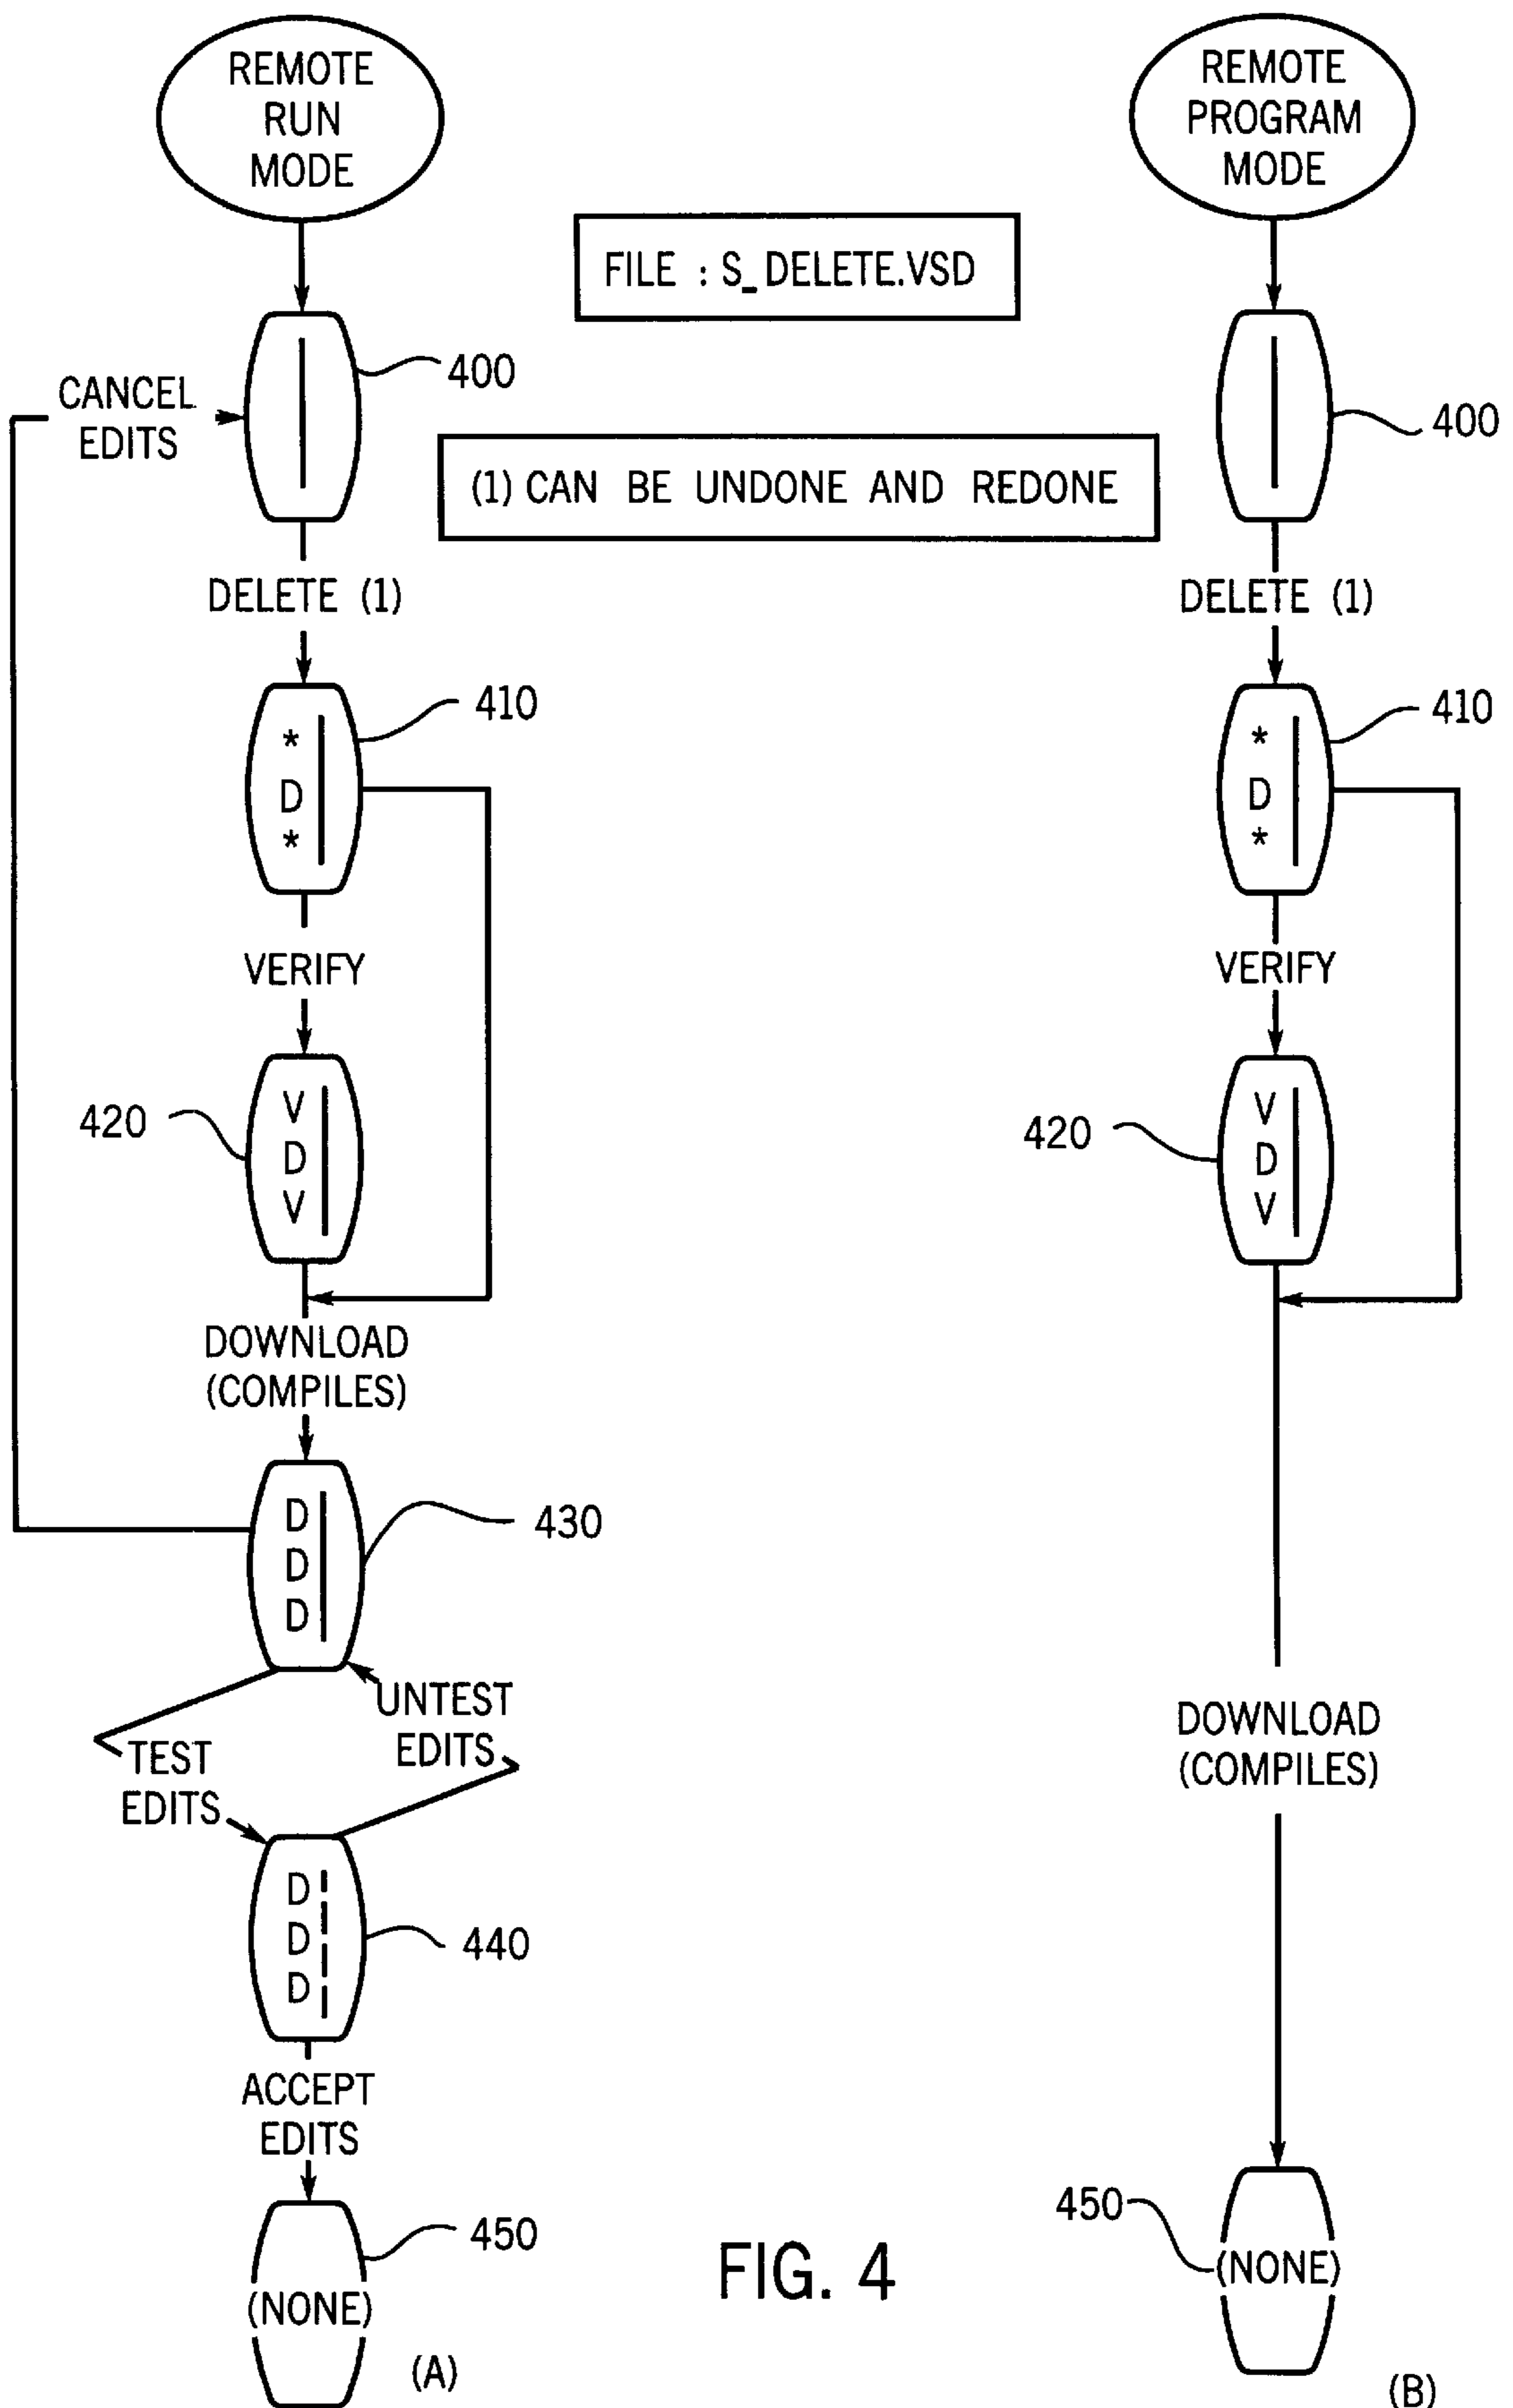 REMOTE
RUN
MODE
REMOTE
PROGRAM
MODE
FILE : S_DELETE.VSD
400
CANCEL
EDITS
400
(1) CAN BE UNDONE AND REDONE
DELETE (1)
DELETE (1)
*
D
*
410
*
D
*
410
VERIFY
VERIFY
V
D
V
420
V
D
V
420
DOWNLOAD
(COMPILES)
D
D
D
430
UNTEST
EDITS
TEST
EDITS
DOWNLOAD
(COMPILES)
D
D
D
440
ACCEPT
EDITS
450
(NONE)
450
(NONE)
FIG. 4
(A)
(B)